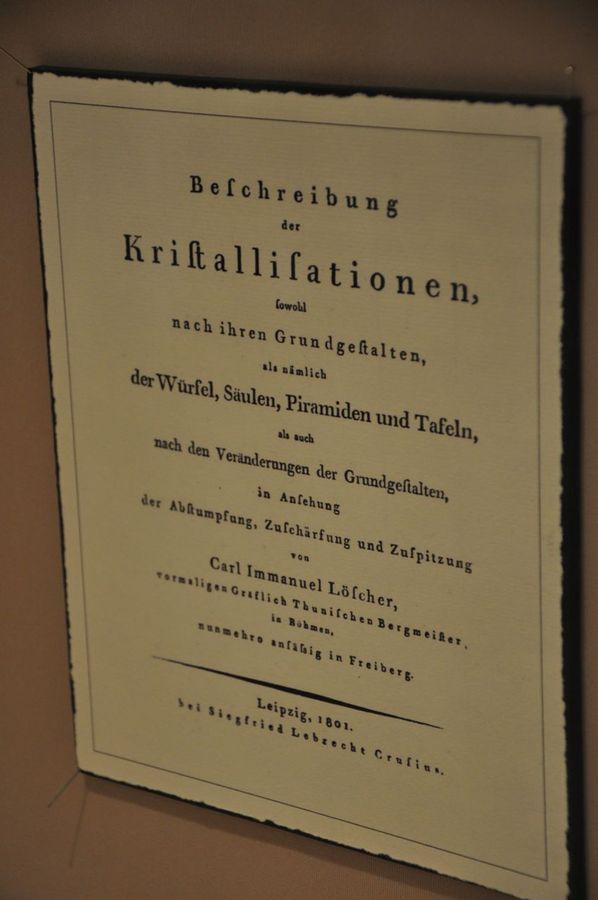 Beſchreibung
der
Kriſtalliſationen,
ſowohl
nach ihren Grundgeſtalten,
als nämlich
der Würfel, Säulen, Piramiden und Tafeln,
als auch
nach den Veränderungen der Grundgeſtalten,
in Anſehung
der Abſtumpfung, Zuſchärfung und Zuſpitzung
von
Carl Immanuel Löſcher,
vormaligen Gräflich Thuniſchen Bergmeiſter,
in Böhmen,
nunmehro anſäſsig in Freiberg.
Leipzig, 1801.
bei Siegfried Lebrecht Cruſius.